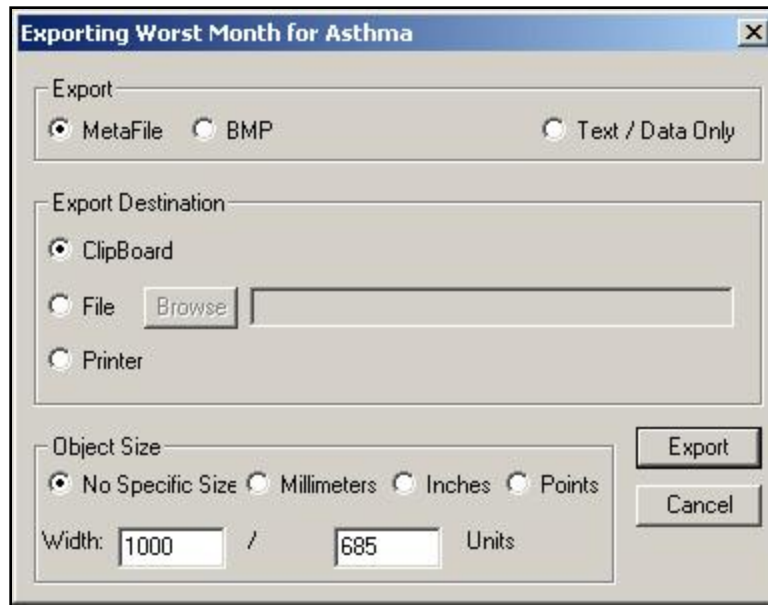 Exporting Worst Month for Asthma
Export
MetaFile BMP Text / Data Only
Export Destination
ClipBoard
File Browse
Printer
Object Size
No Specific Size Millimeters Inches Points
Width: 1000 / 685 Units
Export
Cancel